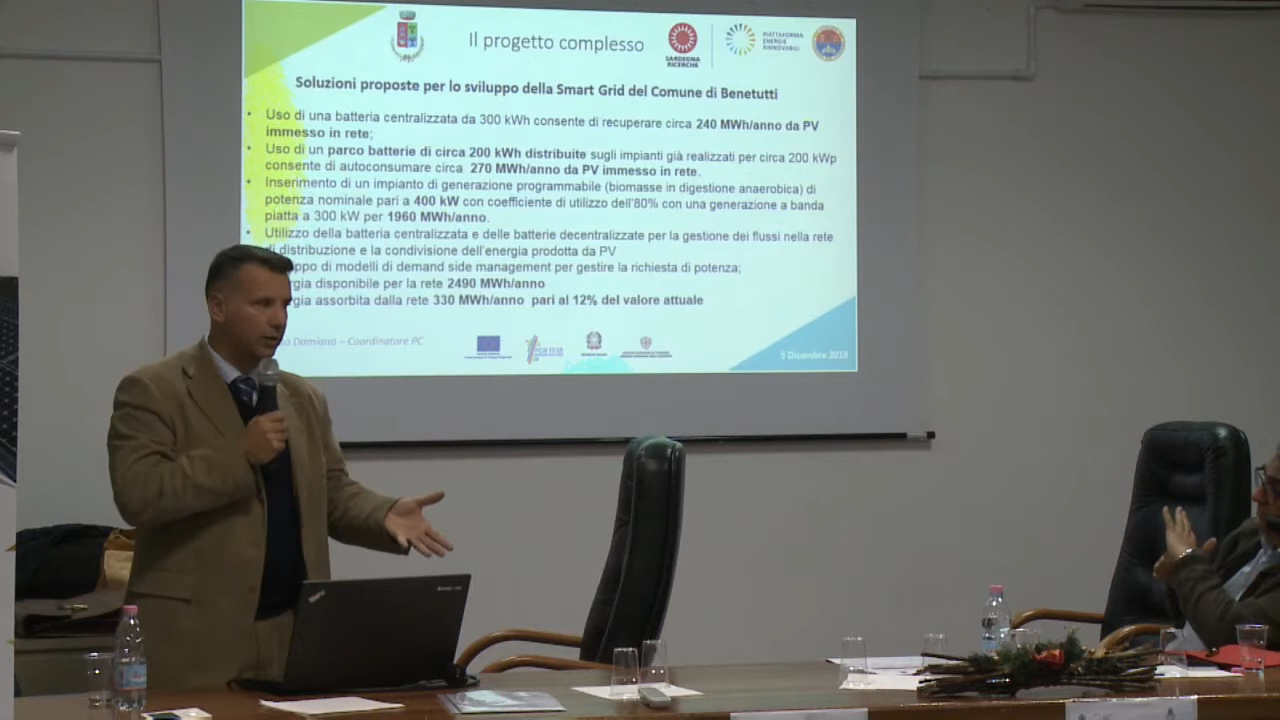 Il progetto complesso
SARDEGNA
RICERCHE
PIATTAFORMA
ENERGIE
RINNOVABILI
Soluzioni proposte per lo sviluppo della Smart Grid del Comune di Benetutti
• Uso di una batteria centralizzata da 300 kWh consente di recuperare circa 240 MWh/anno da PV
immesso in rete;
• Uso di un parco batterie di circa 200 kWh distribuite sugli impianti già realizzati per circa 200 kWp
consente di autoconsumare circa 270 MWh/anno da PV immesso in rete.
• Inserimento di un impianto di generazione programmabile (biomasse in digestione anaerobica) di
potenza nominale pari a 400 kW con coefficiente di utilizzo dell'80% con una generazione a banda
piatta a 300 kW per 1960 MWh/anno.
• Utilizzo della batteria centralizzata e delle batterie decentralizzate per la gestione dei flussi nella rete
di distribuzione e la condivisione dell'energia prodotta da PV
ppo di modelli di demand side management per gestire la richiesta di potenza;
rgia disponibile per la rete 2490 MWh/anno
gia assorbita dalla rete 330 MWh/anno pari al 12% del valore attuale
Damiano – Coordinatore PC
5 Dicembre 2018